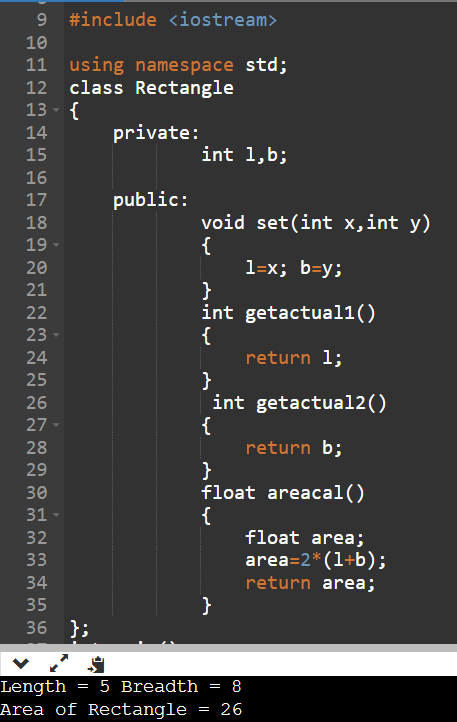 9 #include <iostream>
10
11 using namespace std;
12 class Rectangle
13 {
14 private:
15 int l,b;
16
17 public:
18 void set(int x,int y)
19 {
20 l=x; b=y;
21 }
22 int getactual1()
23 {
24 return l;
25 }
26 int getactual2()
27 {
28 return b;
29 }
30 float areacal()
31 {
32 float area;
33 area=2*(l+b);
34 return area;
35 }
36 };
Length = 5 Breadth = 8
Area of Rectangle = 26